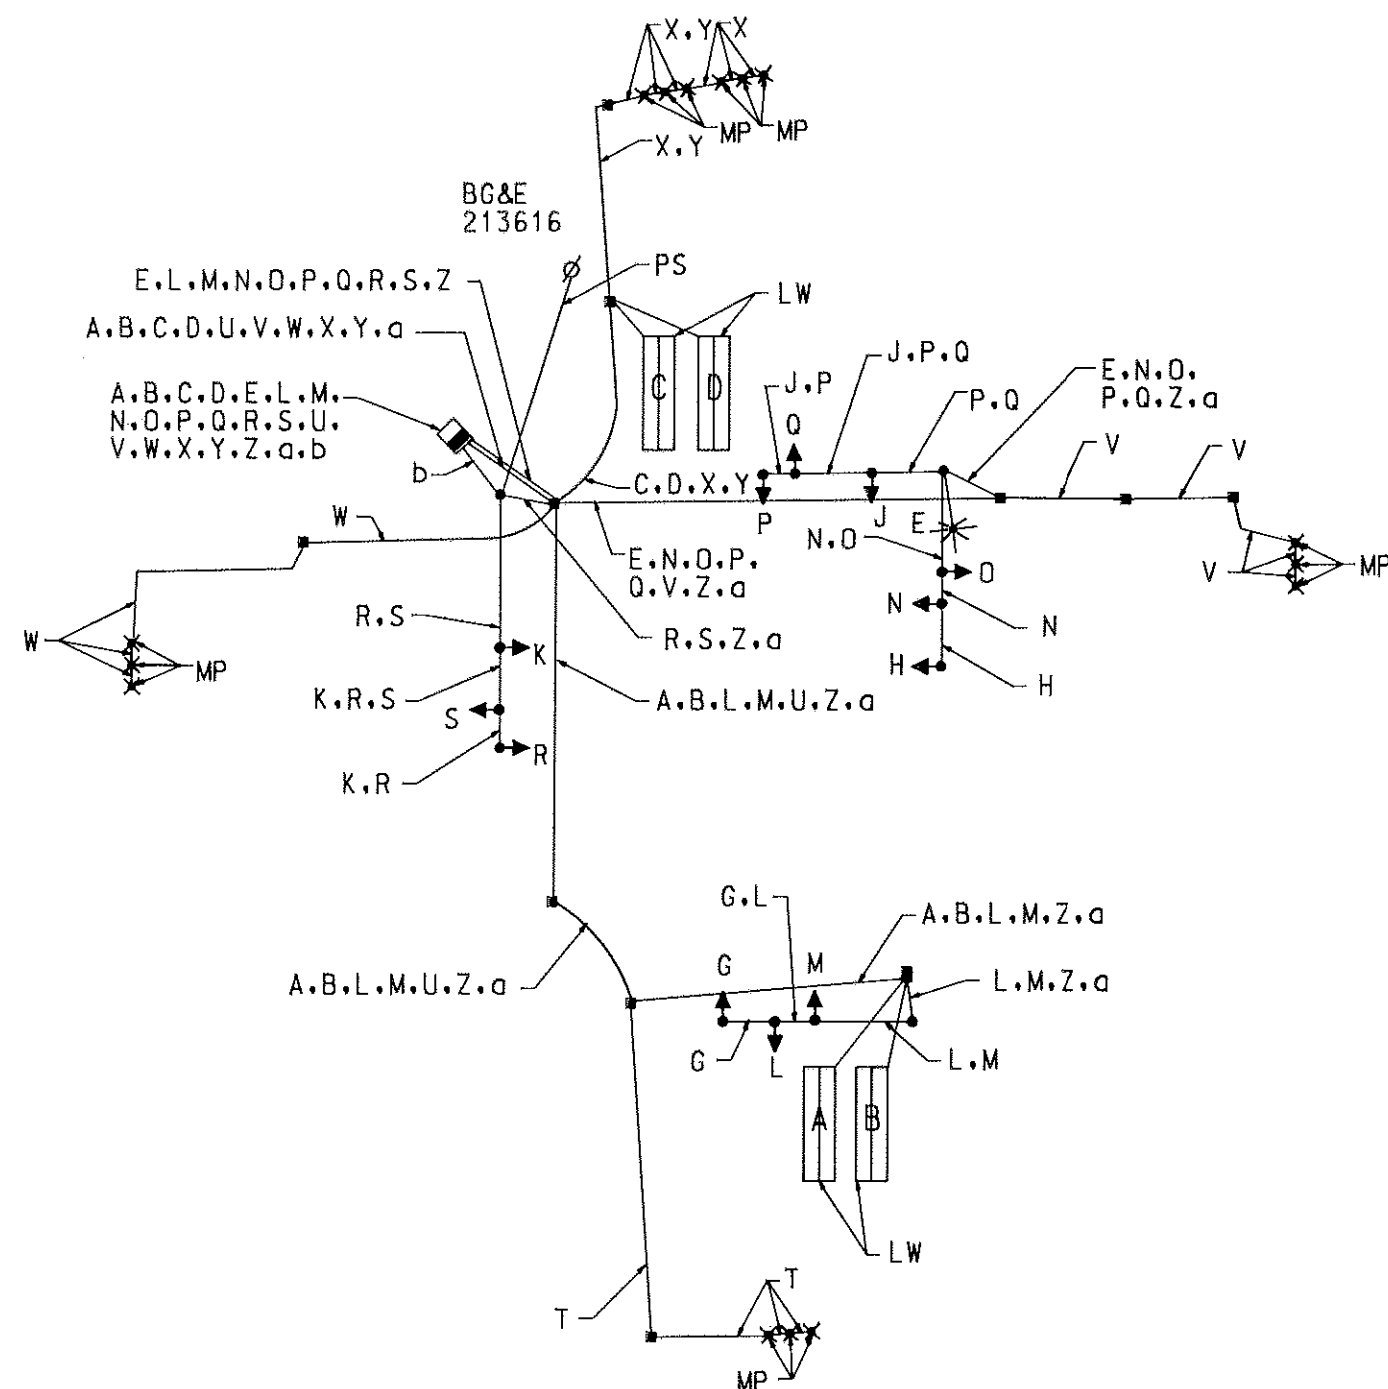 X.Y
X
MP
MP
X.Y
BG&E
213616
PS
E.L.M.N.O.P.Q.R.S.Z
LW
A.B.C.D.U.V.W.X.Y.a
J.P.Q
J.P
E.N.O.
P.Q.Z.a
A.B.C.D.E.L.M.
N.O.P.Q.R.S.U.
V.W.X.Y.Z.a.b
C
D
P.Q
Q
V
V
b
C.D.X.Y
W
P
J
E
N.O
E.N.O.P.
Q.V.Z.a
O
V
MP
R.S
N
N
W
MP
K
R.S.Z.a
H
H
K.R.S
S
A.B.L.M.U.Z.a
R
K.R
G.L
A.B.L.M.Z.a
G
M
A.B.L.M.U.Z.a
L.M.Z.a
G
L
L.M
A
B
LW
T
T
MP